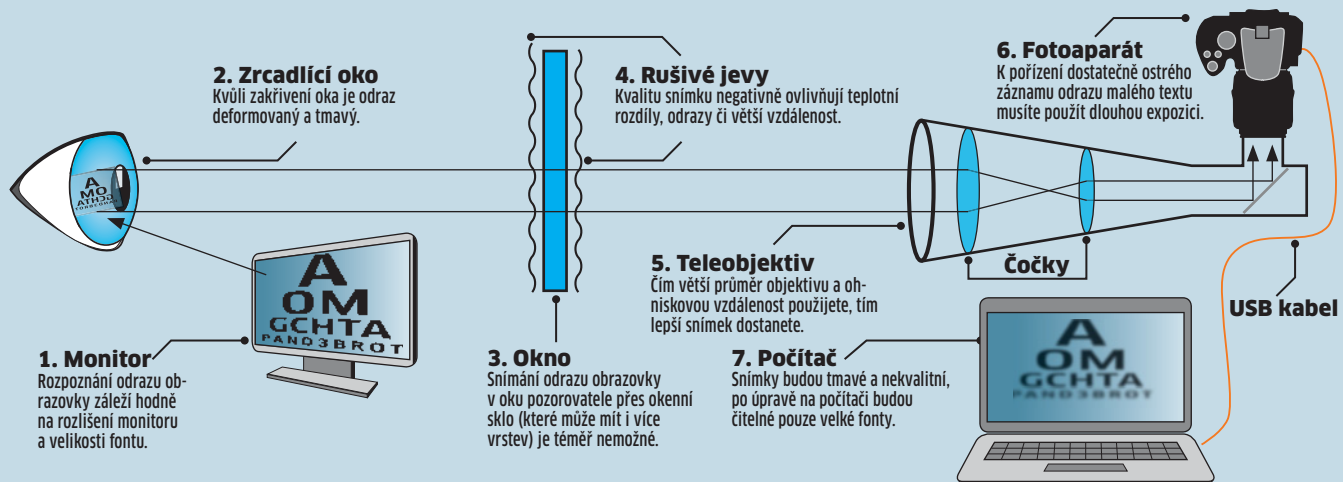 1. Monitor
Rozpoznání odrazu ob-
razovky záleží hodně
na rozlišení monitoru
a velikosti fontu.
2. Zrcadlící oko
Kvůli zakřivení oka je odraz
deformovaný a tmavý.
3. Okno
Snímání odrazu obrazovky
v oku pozorovatele přes okenní
sklo (které může mít i více
vrstev) je téměř nemožné.
4. Rušivé jevy
Kvalitu snímku negativně ovlivňují teplotní
rozdíly, odrazy či větší vzdálenost.
5. Teleobjektiv
Čím větší průměr objektivu a oh-
niskovou vzdálenost použijete, tím
lepší snímek dostanete.
Čočky
6. Fotoaparát
K pořízení dostatečně ostrého
záznamu odrazu malého textu
musíte použít dlouhou expozici.
USB kabel
7. Počítač
Snímky budou tmavé a nekvalitní,
po úpravě na počítači budou
čitelné pouze velké fonty.
A
OM
GCHTA
PAND3BROT
A
OM
GCHTA
PAND3BROT
A
MO